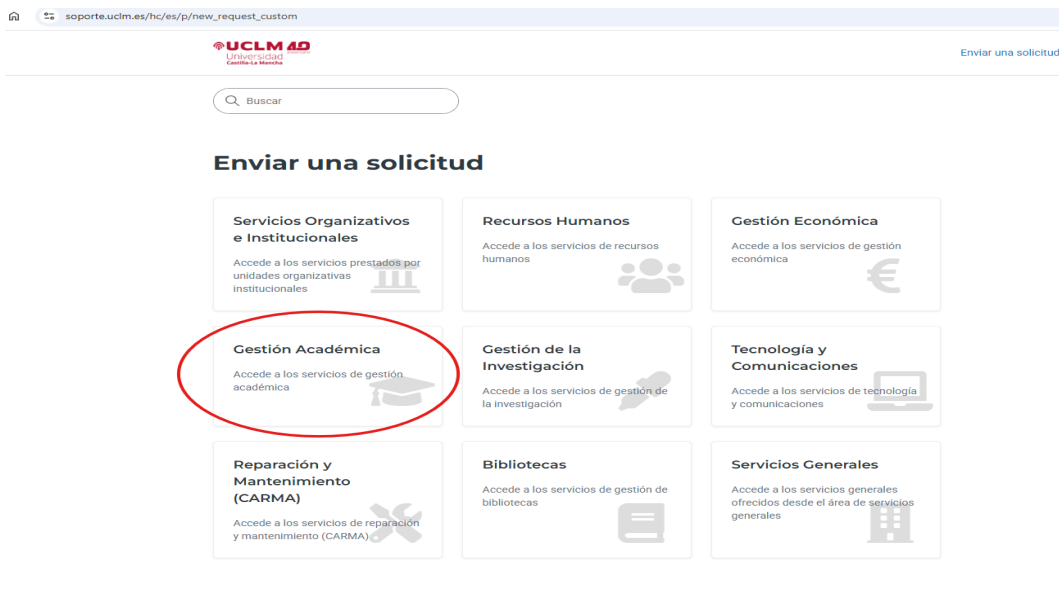 soporte.uclm.es/hc/es/p/new_request_custom
UCLM 40
Universidad
Castilla-La Mancha
Enviar una solicitud
Buscar
Enviar una solicitud
Servicios Organizativos
e Institucionales
Accede a los servicios prestados por
unidades organizativas
institucionales
Recursos Humanos
Accede a los servicios de recursos
humanos
Gestión Económica
Accede a los servicios de gestión
económica
€
Gestión Académica
Accede a los servicios de gestión
académica
Gestión de la
Investigación
Accede a los servicios de gestión de
la investigación
Tecnología y
Comunicaciones
Accede a los servicios de tecnología
y comunicaciones
Reparación y
Mantenimiento
(CARMA)
Accede a los servicios de reparación
y mantenimiento (CARMA)
Bibliotecas
Accede a los servicios de gestión de
bibliotecas
Servicios Generales
Accede a los servicios generales
ofrecidos desde el área de servicios
generales